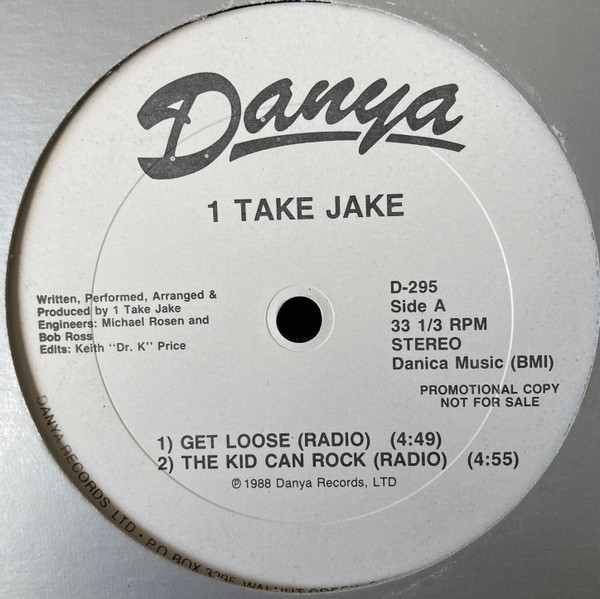 Danya
1 TAKE JAKE
Written, Performed, Arranged &
Produced by 1 Take Jake
Engineers: Michael Rosen and
Bob Ross
Edits: Keith "Dr. K" Price
D-295
Side A
33 1/3 RPM
STEREO
Danica Music (BMI)
PROMOTIONAL COPY
NOT FOR SALE
1) GET LOOSE (RADIO) (4:49)
2) THE KID CAN ROCK (RADIO) (4:55)
℗ 1988 Danya Records, LTD
DANYA RECORDS, LTD • P.O. BOX